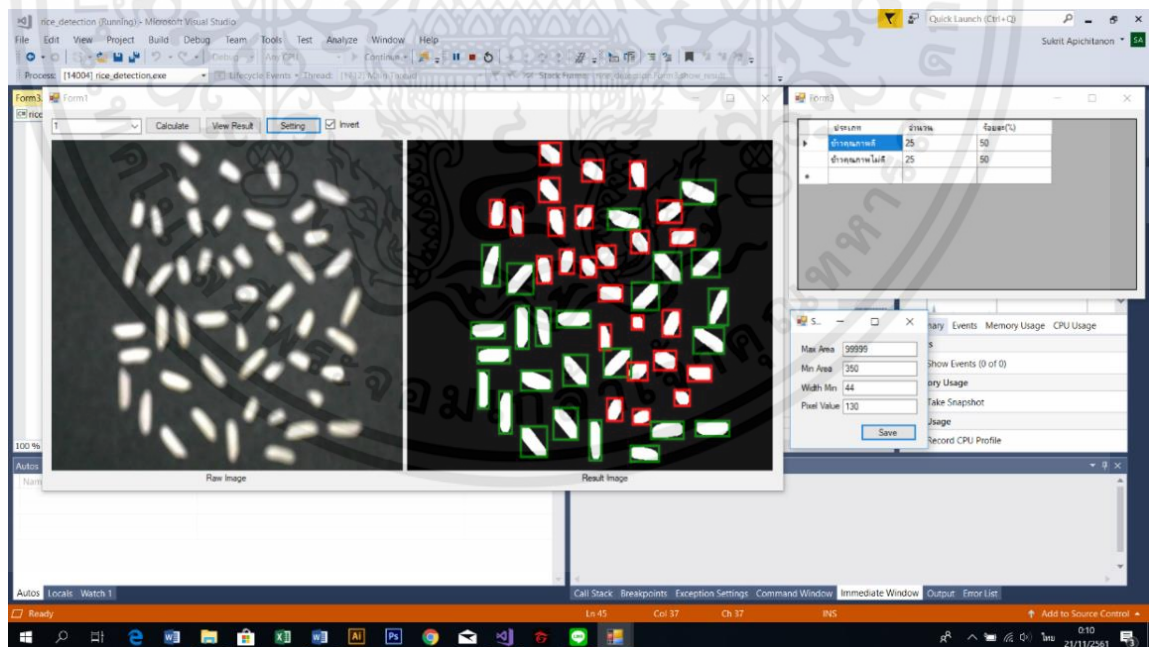 rice_detection (Running) - Microsoft Visual Studio
Quick Launch (Ctrl+Q)
File Edit View Project Build Debug Team Tools Test Analyze Window Help
Sukrit Apichitanon
SA
Continue
Process: [14004] rice_detection.exe
Lifecycle Events Thread:
Form3.
rice
Form1
1
Calculate
View Result
Setting
Invert
Raw Image
Result Image
Form3
ประเภท จำนวน ร้อยละ(%)
ข้าวคุณภาพดี 25 50
ข้าวคุณภาพไม่ดี 25 50
S...
Max Area 99999
Min Area 350
Width Min 44
Pixel Value 130
Save
Events Memory Usage CPU Usage
Show Events (0 of 0)
Take Snapshot
Record CPU Profile
100 %
Autos
Autos Locals Watch 1
Call Stack Breakpoints Exception Settings Command Window Immediate Window Output Error List
Ready
Ln 45 Col 37 Ch 37 INS
Add to Source Control
ไทย
0:10
21/11/2561